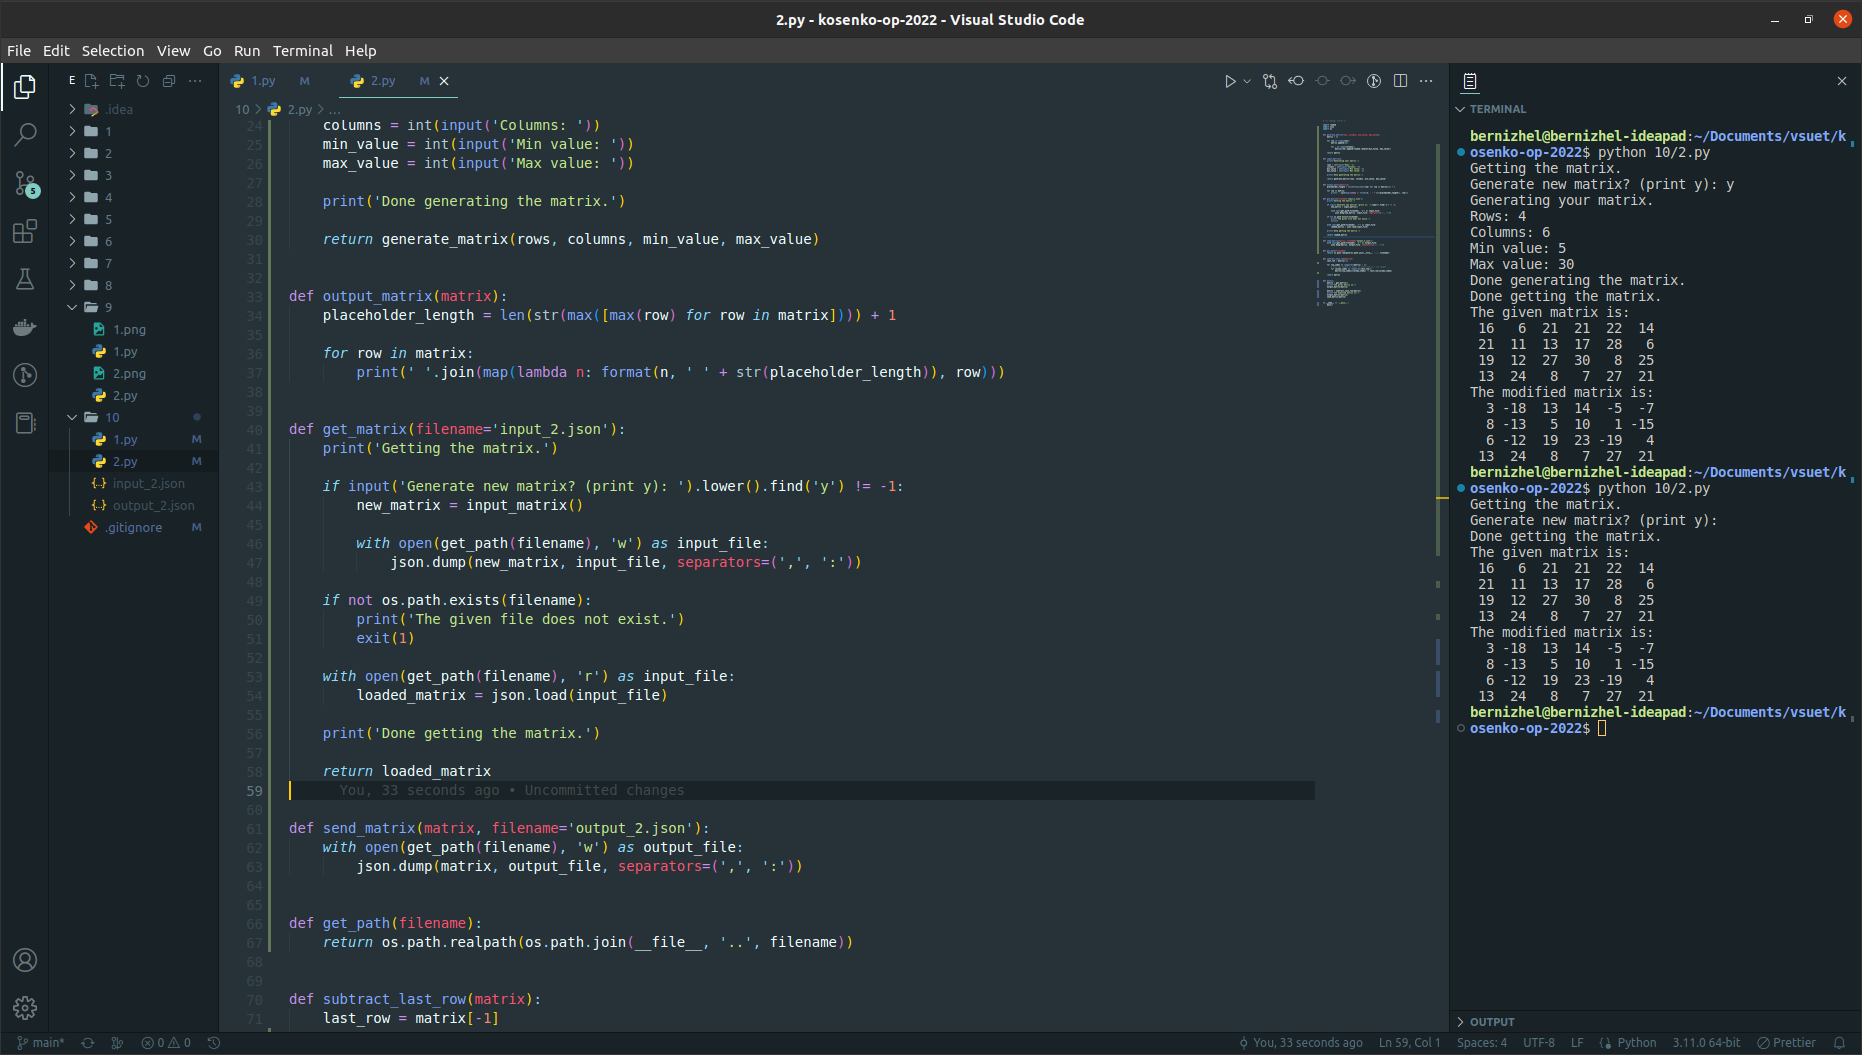 2.py - kosenko-op-2022 - Visual Studio Code
File Edit Selection View Go Run Terminal Help
E
.idea
1
2
3
4
5
6
7
8
9
1.png
1.py
2.png
2.py
10
1.py M
2.py M
input_2.json
output_2.json
.gitignore M
5
1.py M
2.py M
10 > 2.py > ...
24 columns = int(input('Columns: '))
25 min_value = int(input('Min value: '))
26 max_value = int(input('Max value: '))
27
28 print('Done generating the matrix.')
29
30 return generate_matrix(rows, columns, min_value, max_value)
31
32
33 def output_matrix(matrix):
34 placeholder_length = len(str(max([max(row) for row in matrix]))) + 1
35
36 for row in matrix:
37 print(' '.join(map(lambda n: format(n, ' ' + str(placeholder_length)), row)))
38
39
40 def get_matrix(filename='input_2.json'):
41 print('Getting the matrix.')
42
43 if input('Generate new matrix? (print y): ').lower().find('y') != -1:
44 new_matrix = input_matrix()
45
46 with open(get_path(filename), 'w') as input_file:
47 json.dump(new_matrix, input_file, separators=(',', ':'))
48
49 if not os.path.exists(filename):
50 print('The given file does not exist.')
51 exit(1)
52
53 with open(get_path(filename), 'r') as input_file:
54 loaded_matrix = json.load(input_file)
55
56 print('Done getting the matrix.')
57
58 return loaded_matrix
59 You, 33 seconds ago • Uncommitted changes
60
61 def send_matrix(matrix, filename='output_2.json'):
62 with open(get_path(filename), 'w') as output_file:
63 json.dump(matrix, output_file, separators=(',', ':'))
64
65
66 def get_path(filename):
67 return os.path.realpath(os.path.join(__file__, '..', filename))
68
69
70 def subtract_last_row(matrix):
71 last_row = matrix[-1]
TERMINAL
bernizhel@bernizhel-ideapad:~/Documents/vsuet/k
osenko-op-2022$ python 10/2.py
Getting the matrix.
Generate new matrix? (print y): y
Generating your matrix.
Rows: 4
Columns: 6
Min value: 5
Max value: 30
Done generating the matrix.
Done getting the matrix.
The given matrix is:
16 6 21 21 22 14
21 11 13 17 28 6
19 12 27 30 8 25
13 24 8 7 27 21
The modified matrix is:
3 -18 13 14 -5 -7
8 -13 5 10 1 -15
6 -12 19 23 -19 4
13 24 8 7 27 21
bernizhel@bernizhel-ideapad:~/Documents/vsuet/k
osenko-op-2022$ python 10/2.py
Getting the matrix.
Generate new matrix? (print y):
Done getting the matrix.
The given matrix is:
16 6 21 21 22 14
21 11 13 17 28 6
19 12 27 30 8 25
13 24 8 7 27 21
The modified matrix is:
3 -18 13 14 -5 -7
8 -13 5 10 1 -15
6 -12 19 23 -19 4
13 24 8 7 27 21
bernizhel@bernizhel-ideapad:~/Documents/vsuet/k
osenko-op-2022$
OUTPUT
main* 0 0 You, 33 seconds ago Ln 59, Col 1 Spaces: 4 UTF-8 LF Python 3.11.0 64-bit Prettier